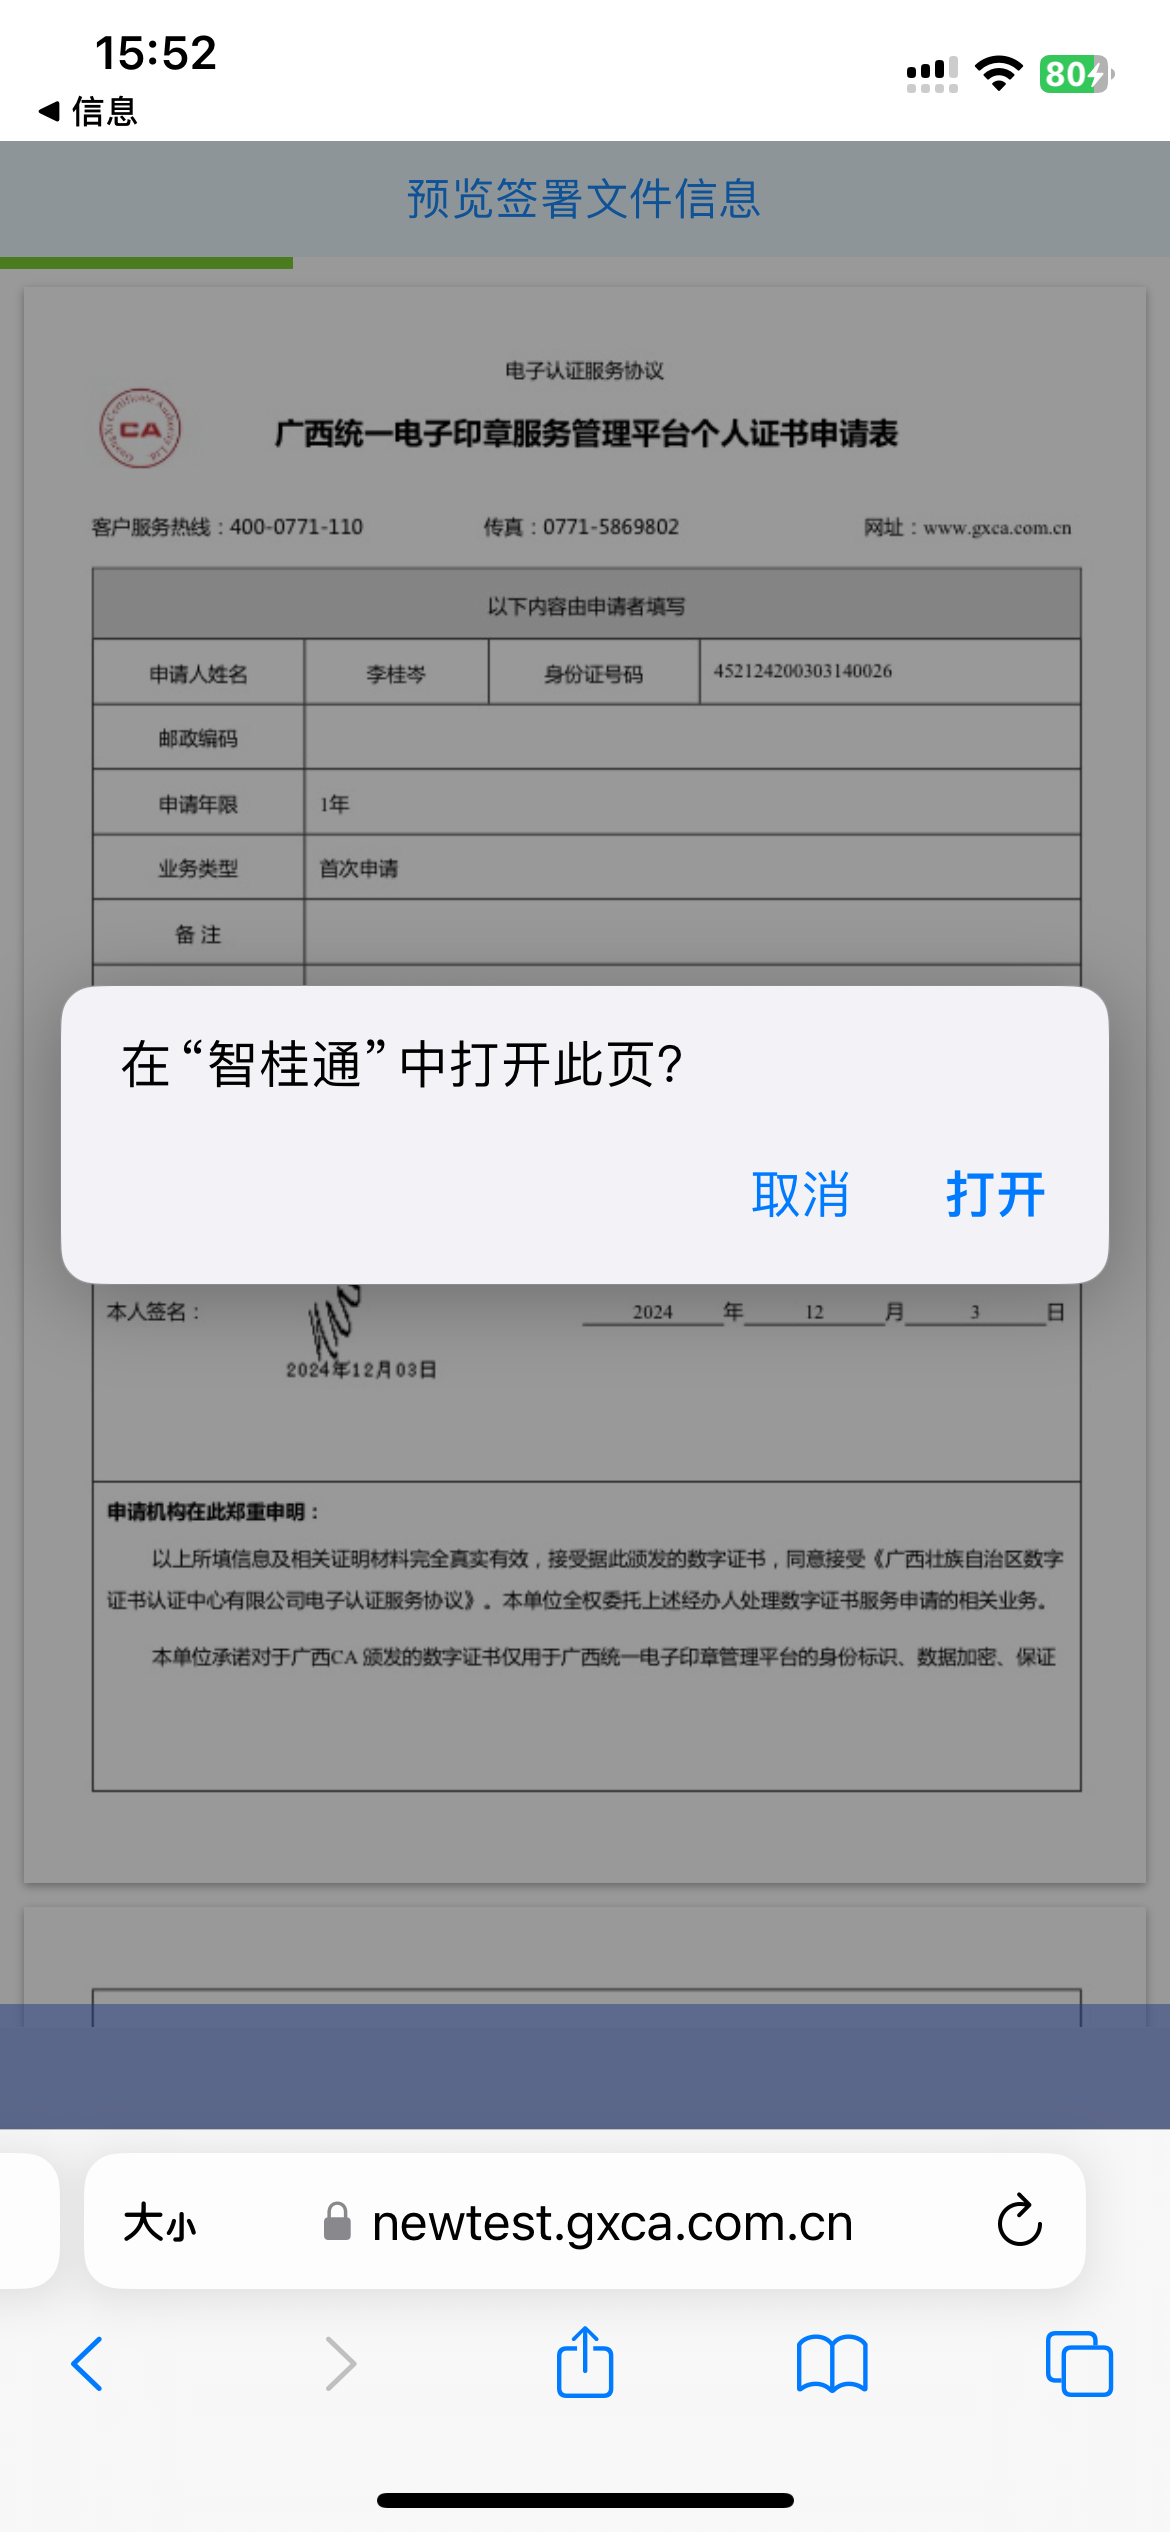 15:52
80
信息
预览签署文件信息
电子认证服务协议
CA
广西统一电子印章服务管理平台个人证书申请表
客户服务热线：400-0771-110 传真：0771-5869802 网址：www.gxca.com.cn
以下内容由申请者填写
申请人姓名 李桂岑 身份证号码 452124200303140026
邮政编码
申请年限 1年
业务类型 首次申请
备 注
在“智桂通”中打开此页?
取消 打开
本人签名： 2024 年 12 月 3 日
2024年12月03日
申请机构在此郑重申明：
以上所填信息及相关证明材料完全真实有效，接受据此颁发的数字证书，同意接受《广西壮族自治区数字
证书认证中心有限公司电子认证服务协议》。本单位全权委托上述经办人处理数字证书服务申请的相关业务。
本单位承诺对于广西CA 颁发的数字证书仅用于广西统一电子印章管理平台的身份标识、数据加密、保证
大小 newtest.gxca.com.cn